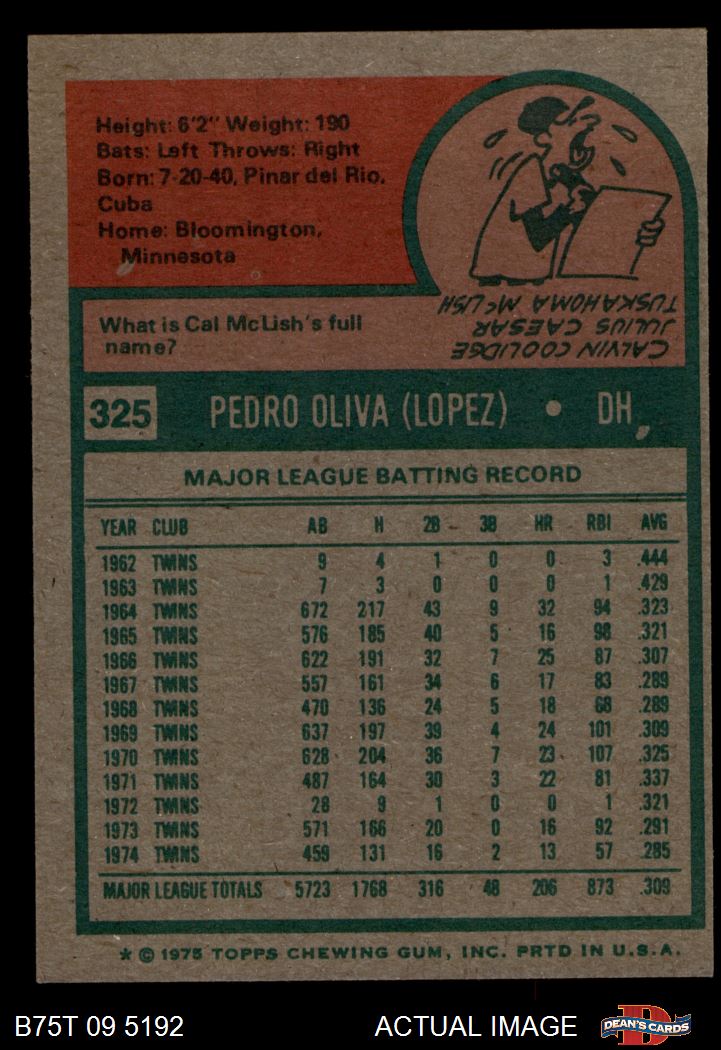 Height: 6'2" Weight: 190
Bats: Left Throws: Right
Born: 7-20-40, Pinar del Rio,
Cuba
Home: Bloomington,
Minnesota
What is Cal McLish's full
name?
CALVIN COOLIDGE
JULIUS CAESAR
TUSKAHOMA McLISH
325 PEDRO OLIVA (LOPEZ) • DH
MAJOR LEAGUE BATTING RECORD
YEAR CLUB AB H 2B 3B HR RBI AVG
1962 TWINS 9 4 1 0 0 3 .444
1963 TWINS 7 3 0 0 0 1 .429
1964 TWINS 672 217 43 9 32 94 .323
1965 TWINS 576 185 40 5 16 98 .321
1966 TWINS 622 191 32 7 25 87 .307
1967 TWINS 557 161 34 6 17 83 .289
1968 TWINS 470 136 24 5 18 68 .289
1969 TWINS 637 197 39 4 24 101 .309
1970 TWINS 628 204 36 7 23 107 .325
1971 TWINS 487 164 30 3 22 81 .337
1972 TWINS 28 9 1 0 0 1 .321
1973 TWINS 571 166 20 0 16 92 .291
1974 TWINS 459 131 16 2 13 57 .285
MAJOR LEAGUE TOTALS 5723 1768 316 48 206 873 .309
* © 1975 TOPPS CHEWING GUM, INC. PRTD IN U.S.A.
B75T 09 5192 ACTUAL IMAGE DEAN'S CARDS